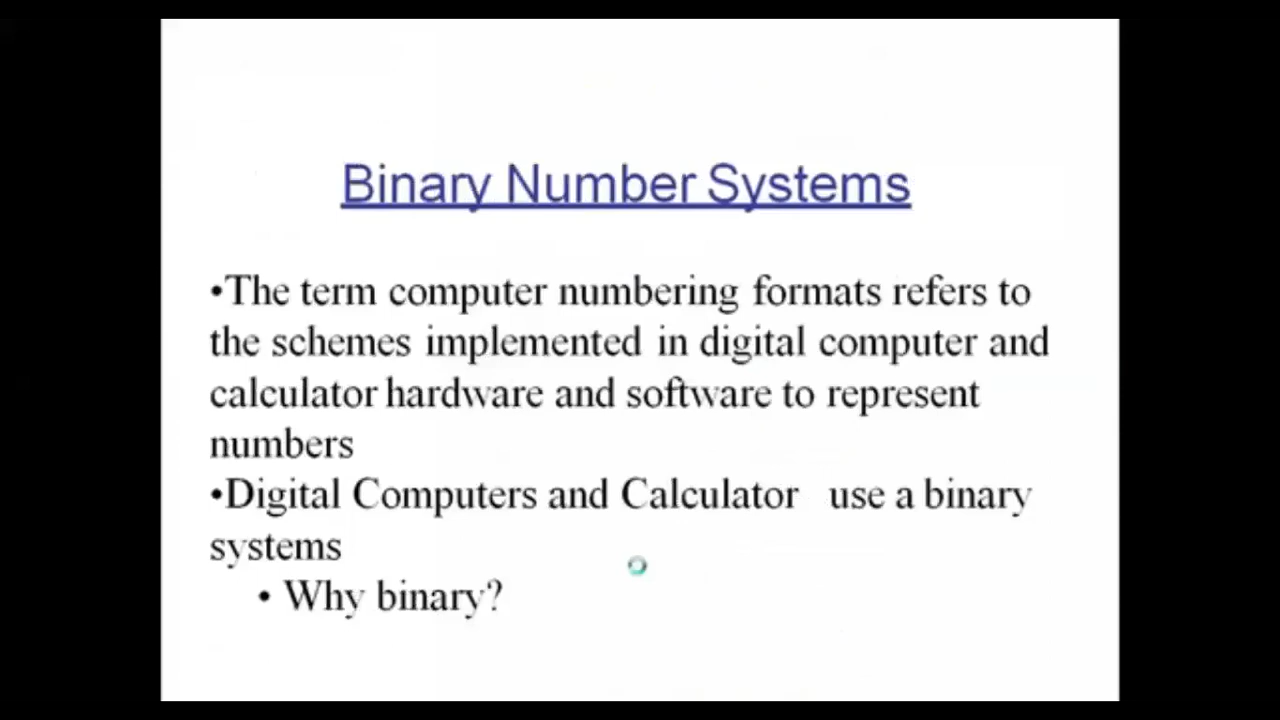 Binary Number Systems
•The term computer numbering formats refers to
the schemes implemented in digital computer and
calculator hardware and software to represent
numbers
•Digital Computers and Calculator use a binary
systems
• Why binary?